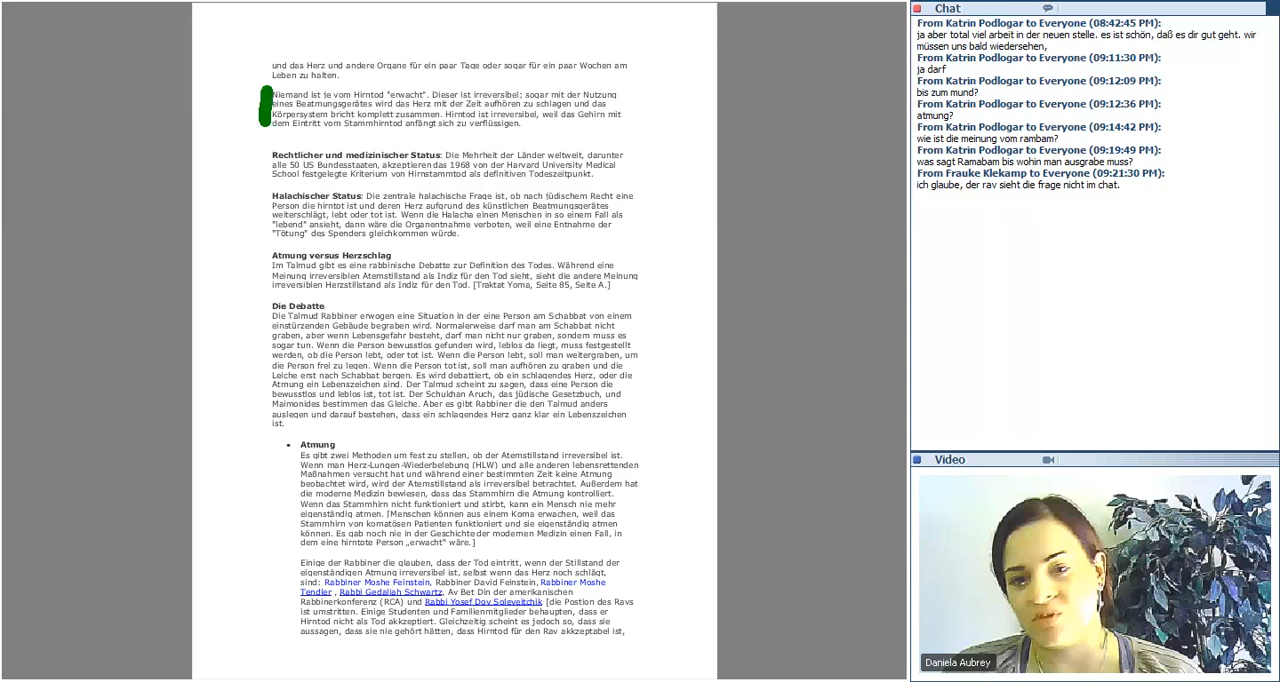 und das Herz und andere Organe für ein paar Tage oder sogar für ein paar Wochen am
Leben zu halten.
Niemand ist je vom Hirntod "erwacht". Dieser ist irreversibel; sogar mit der Nutzung
eines Beatmungsgerätes wird das Herz mit der Zeit aufhören zu schlagen und das
Körpersystem bricht komplett zusammen. Hirntod ist irreversibel, weil das Gehirn mit
dem Eintritt vom Stammhirntod anfängt sich zu verflüssigen.
Rechtlicher und medizinischer Status: Die Mehrheit der Länder weltweit, darunter
alle 50 US Bundesstaaten, akzeptieren das 1968 von der Harvard University Medical
School festgelegte Kriterium von Hirnstammtod als definitiven Todeszeitpunkt.
Halachischer Status: Die zentrale halachische Frage ist, ob nach jüdischem Recht eine
Person die hirntot ist und deren Herz aufgrund des künstlichen Beatmungsgerätes
weiterschlägt, lebt oder tot ist. Wenn die Halacha einen Menschen in so einem Fall als
"lebend" ansieht, dann wäre die Organentnahme verboten, weil eine Entnahme der
"Tötung" des Spenders gleichkommen würde.
Atmung versus Herzschlag
Im Talmud gibt es eine rabbinische Debatte zur Definition des Todes. Während eine
Meinung irreversiblen Atemstillstand als Indiz für den Tod sieht, sieht die andere Meinung
irreversiblen Herzstillstand als Indiz für den Tod. [Traktat Yoma, Seite 85, Seite A.]
Die Debatte
Die Talmud Rabbiner erwogen eine Situation in der eine Person am Schabbat von einem
einstürzenden Gebäude begraben wird. Normalerweise darf man am Schabbat nicht
graben, aber wenn Lebensgefahr besteht, darf man nicht nur graben, sondern muss es
sogar tun. Wenn die Person bewusstlos gefunden wird, leblos da liegt, muss festgestellt
werden, ob die Person lebt, oder tot ist. Wenn die Person lebt, soll man weitergraben, um
die Person frei zu legen. Wenn die Person tot ist, soll man aufhören zu graben und die
Leiche erst nach Schabbat bergen. Es wird debattiert, ob ein schlagendes Herz, oder die
Atmung ein Lebenszeichen sind. Der Talmud scheint zu sagen, dass eine Person die
bewusstlos und leblos ist, tot ist. Der Schulkhan Aruch, das jüdische Gesetzbuch, und
Maimonides bestimmen das Gleiche. Aber es gibt Rabbiner die den Talmud anders
auslegen und darauf bestehen, dass ein schlagendes Herz ganz klar ein Lebenszeichen
ist.
• Atmung
Es gibt zwei Methoden um fest zu stellen, ob der Atemstillstand irreversibel ist.
Wenn man Herz-Lungen-Wiederbelebung (HLW) und alle anderen lebensrettenden
Maßnahmen versucht hat und während einer bestimmten Zeit keine Atmung
beobachtet wird, wird der Atemstillstand als irreversibel betrachtet. Außerdem hat
die moderne Medizin bewiesen, dass das Stammhirn die Atmung kontrolliert.
Wenn das Stammhirn nicht funktioniert und stirbt, kann ein Mensch nie mehr
eigenständig atmen. [Menschen können aus einem Koma erwachen, weil das
Stammhirn von komatösen Patienten funktioniert und sie eigenständig atmen
können. Es gab noch nie in der Geschichte der modernen Medizin einen Fall, in
dem eine hirntote Person „erwacht“ wäre.]
Einige der Rabbiner die glauben, dass der Tod eintritt, wenn der Stillstand der
eigenständigen Atmung irreversibel ist, selbst wenn das Herz noch schlägt,
sind: Rabbiner Moshe Feinstein, Rabbiner David Feinstein, Rabbiner Moshe
Tendler , Rabbi Gedaliah Schwartz, Av Bet Din der amerikanischen
Rabbinerkonferenz (RCA) und Rabbi Yosef Dov Soleveitchik [die Postion des Ravs
ist umstritten. Einige Studenten und Familienmitglieder behaupten, dass er
Hirntod nicht als Tod akkzeptiert. Gleichzeitig scheint es jedoch so, dass sie
aussagen, dass sie nie gehört hätten, dass Hirntod für den Rav akkzeptabel ist,
Chat
From Katrin Podlogar to Everyone (08:42:45 PM):
ja aber total viel arbeit in der neuen stelle. es ist schön, daß es dir gut geht. wir
müssen uns bald wiedersehen,
From Katrin Podlogar to Everyone (09:11:30 PM):
ja darf
From Katrin Podlogar to Everyone (09:12:09 PM):
bis zum mund?
From Katrin Podlogar to Everyone (09:12:36 PM):
atmung?
From Katrin Podlogar to Everyone (09:14:42 PM):
wie ist die meinung vom rambam?
From Katrin Podlogar to Everyone (09:19:49 PM):
was sagt Ramabam bis wohin man ausgrabe muss?
From Frauke Klekamp to Everyone (09:21:30 PM):
ich glaube, der rav sieht die frage nicht im chat.
Video
Daniela Aubrey